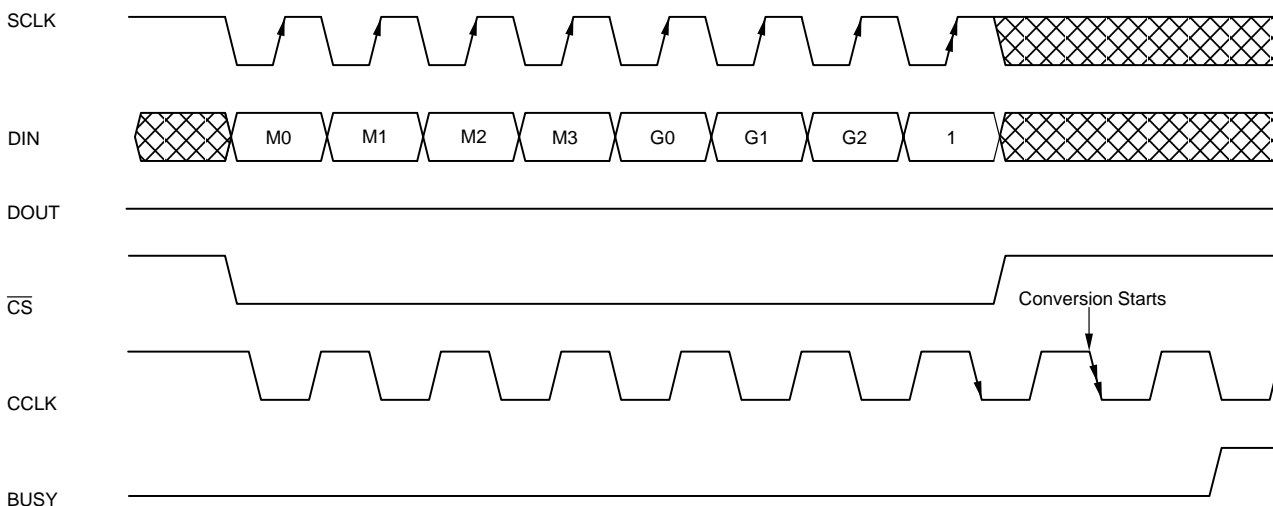 SCLK
DIN
M0 M1 M2 M3 G0 G1 G2 1
DOUT
CS
Conversion Starts
CCLK
BUSY